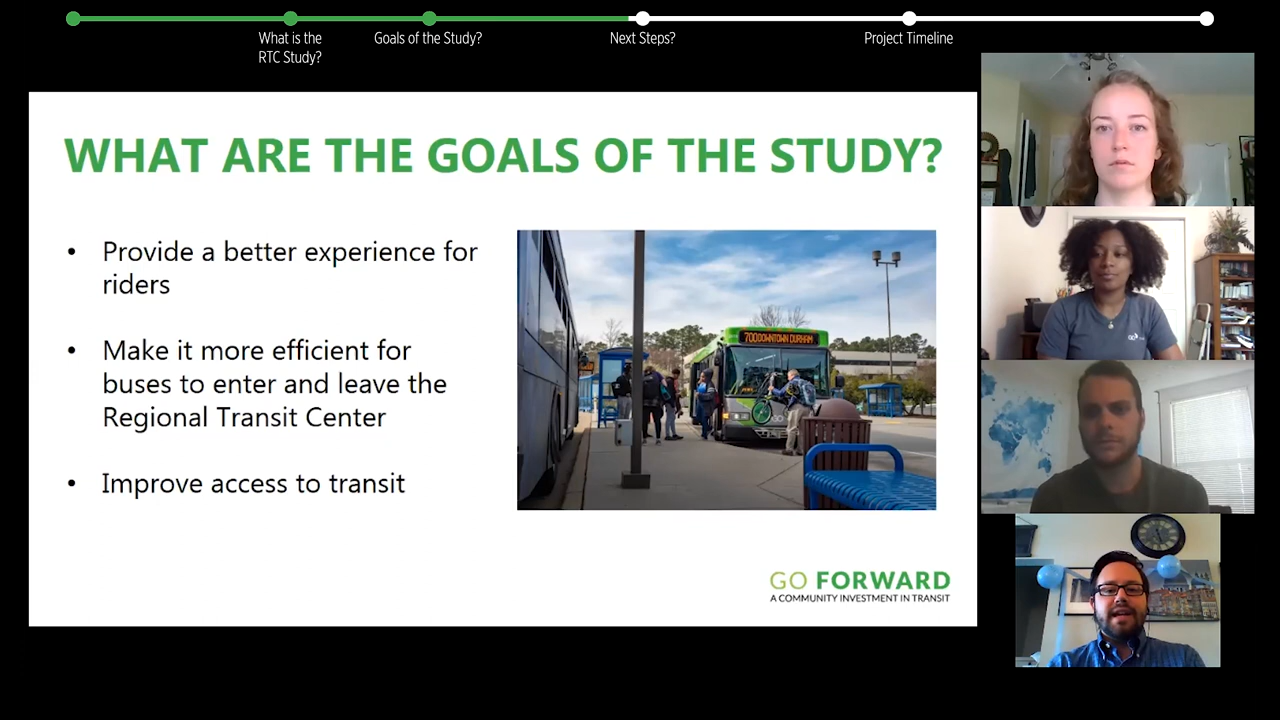 What is the
RTC Study?
Goals of the Study?
Next Steps?
Project Timeline
WHAT ARE THE GOALS OF THE STUDY?
• Provide a better experience for
riders
• Make it more efficient for
buses to enter and leave the
Regional Transit Center
• Improve access to transit
700 DOWNTOWN DURHAM
GO FORWARD
A COMMUNITY INVESTMENT IN TRANSIT